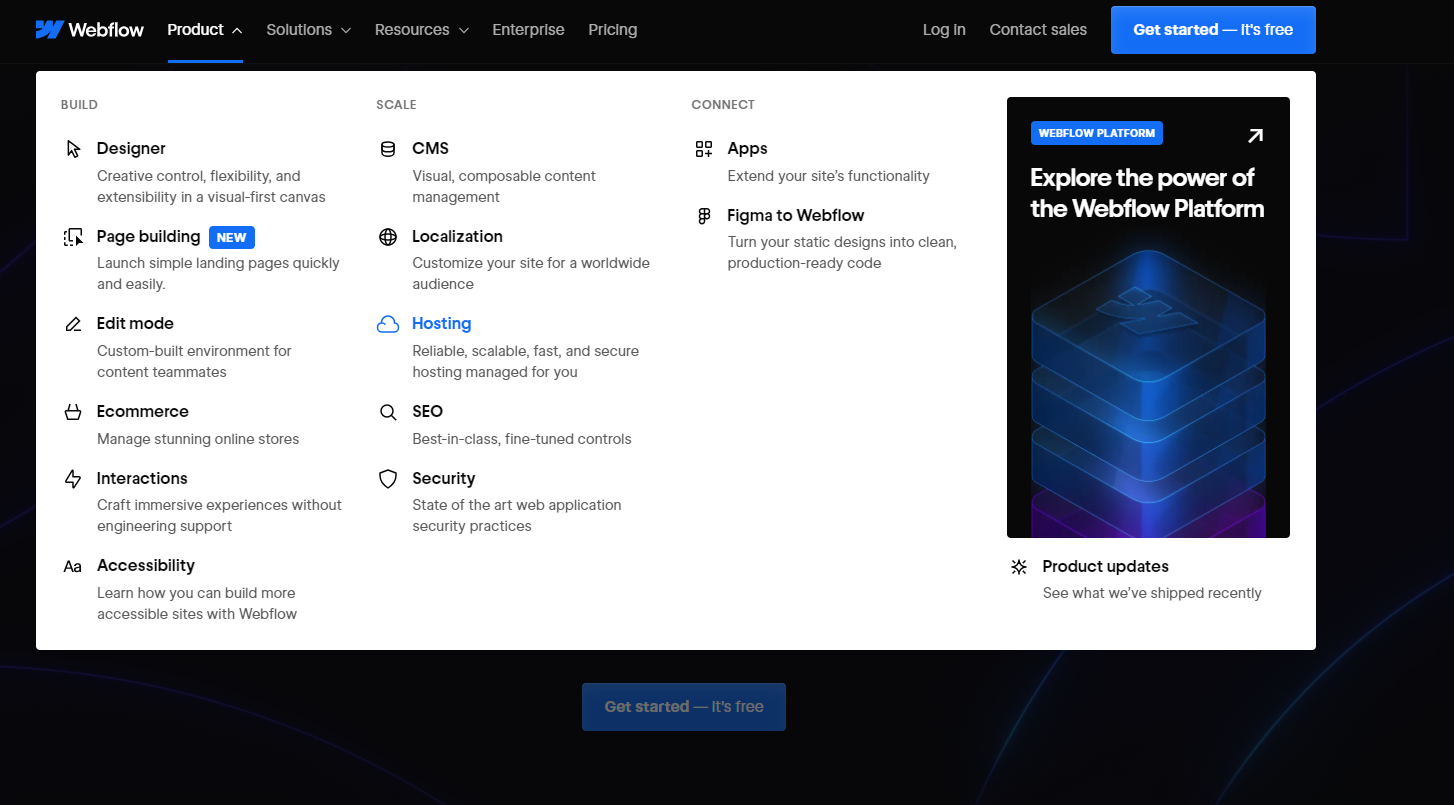 Webflow Product Solutions Resources Enterprise Pricing Log in Contact sales Get started — it's free
BUILD
Designer
Creative control, flexibility, and
extensibility in a visual-first canvas
Page building NEW
Launch simple landing pages quickly
and easily.
Edit mode
Custom-built environment for
content teammates
Ecommerce
Manage stunning online stores
Interactions
Craft immersive experiences without
engineering support
Aa Accessibility
Learn how you can build more
accessible sites with Webflow
SCALE
CMS
Visual, composable content
management
Localization
Customize your site for a worldwide
audience
Hosting
Reliable, scalable, fast, and secure
hosting managed for you
SEO
Best-in-class, fine-tuned controls
Security
State of the art web application
security practices
CONNECT
Apps
Extend your site’s functionality
Figma to Webflow
Turn your static designs into clean,
production-ready code
WEBFLOW PLATFORM
Explore the power of
the Webflow Platform
Product updates
See what we’ve shipped recently
Get started — it's free